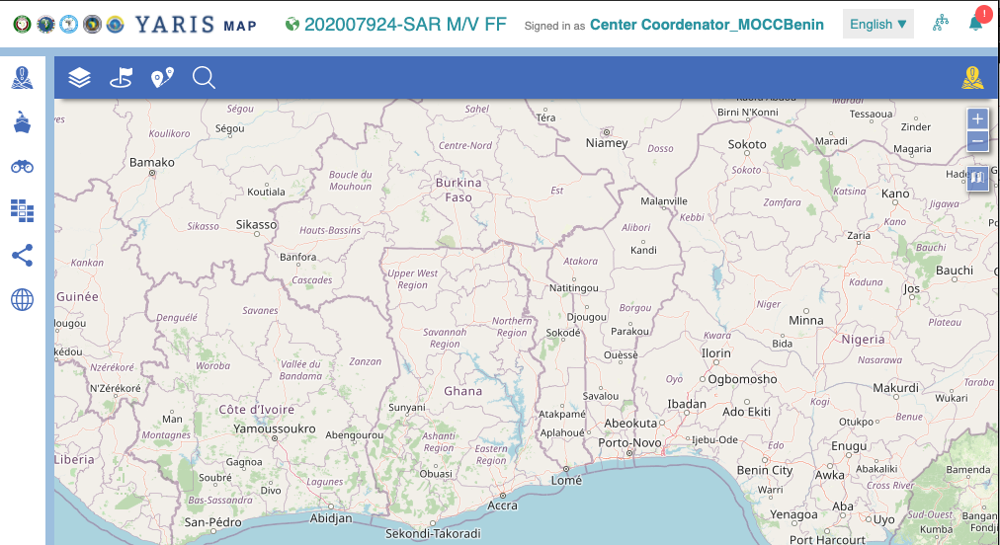 YARIS MAP
202007924-SAR M/V FF
Signed in as Center Coordenator_MOCCBenin
English ▼
!
+
−
Sahel
Ségou
Téra
Birni N'Konni
Maradi
Tessaoua
Zinder
Koulikoro
Ségou
Niamey
Dosso
Sokoto
Maradi
Magaria
Centre-Nord
Bamako
Boucle du
Mouhoun
Burkina
Faso
Est
Sokoto
Koutiala
Malanville
Kebbi
Zamfara
Katsina
Kano
Jigawa
Kano
Sikasso
Sikasso
Hauts-Bassins
Alibori
Kandi
Zaria
Bauchi
Kankan
Banfora
Cascades
Atakora
Upper West
Region
Natitingou
Kaduna
Bauchi
Jos
Guinée
Denguélé
Savanes
Northern
Region
Savannah
Region
Djougou
Borgou
Niger
Minna
Plateau
Sokodé
Parakou
Kwara
Bida
Nigeria
Nzérékoré
Woroba
Vallée du
Bandama
Zanzan
Ouèssè
Ilorin
Nasarawa
N'Zérékoré
Ghana
Oyo
Ogbomosho
Makurdi
Taraba
Savalou
Wukari
Côte d'Ivoire
Sunyani
Ibadan
Ado Ekiti
Kogi
Man
Atakpamé
Abeokuta
Otukpo
Benue
Yamoussoukro
Abengourou
Montagnes
Ashanti
Region
Aplahoué
Porto-Novo
Ijebu-Ode
Edo
Enugu
Liberia
Gagnoa
Eastern
Region
Obuasi
Benin City
Awka
Abakaliki
Bamenda
Soubré
Divo
Lagunes
Lomé
Warri
Cross River
Bas-Sassandra
Accra
Aba
Sud-Ouest
San-Pédro
Abidjan
Yenagoa
Uyo
Kumba
Sekondi-Takoradi
Port Harcourt